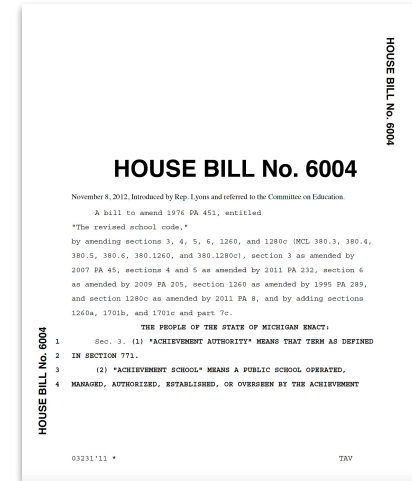 HOUSE BILL No. 6004
HOUSE BILL No. 6004
November 8, 2012, Introduced by Rep. Lyons and referred to the Committee on Education.
A bill to amend 1976 PA 451, entitled
"The revised school code,"
by amending sections 3, 4, 5, 6, 1260, and 1280c (MCL 380.3, 380.4,
380.5, 380.6, 380.1260, and 380.1280c), section 3 as amended by
2007 PA 45, sections 4 and 5 as amended by 2011 PA 232, section 6
as amended by 2009 PA 205, section 1260 as amended by 1995 PA 289,
and section 1280c as amended by 2011 PA 8, and by adding sections
1260a, 1701b, and 1701c and part 7c.
THE PEOPLE OF THE STATE OF MICHIGAN ENACT:
1 Sec. 3. (1) "ACHIEVEMENT AUTHORITY" MEANS THAT TERM AS DEFINED
2 IN SECTION 771.
3 (2) "ACHIEVEMENT SCHOOL" MEANS A PUBLIC SCHOOL OPERATED,
4 MANAGED, AUTHORIZED, ESTABLISHED, OR OVERSEEN BY THE ACHIEVEMENT
HOUSE BILL No. 6004
03231'11 * TAV